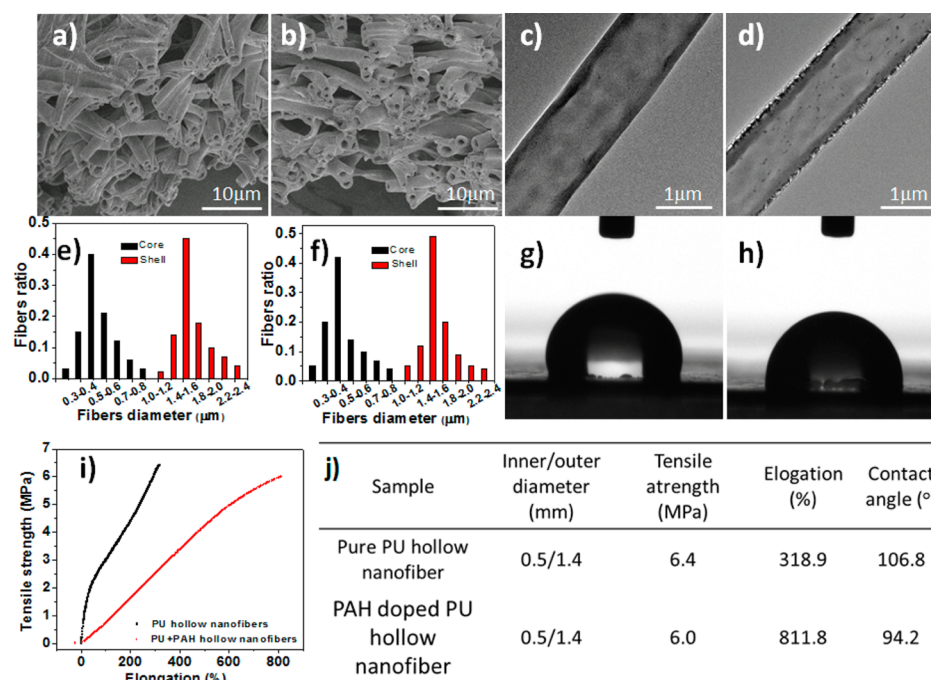 a)
b)
c)
d)
10μm
10μm
1μm
1μm
e)
Fibers ratio
0.5
0.4
0.3
0.2
0.1
0.0
Core
Shell
0.3-0.4
0.5-0.6
0.7-0.8
1.0-1.2
1.4-1.6
1.8-2.0
2.2-2.4
Fibers diameter (μm)
f)
Fibers ratio
0.5
0.4
0.3
0.2
0.1
0.0
Core
Shell
0.3-0.4
0.5-0.6
0.7-0.8
1.0-1.2
1.4-1.6
1.8-2.0
2.2-2.4
Fibers diameter (μm)
g)
h)
i)
Tensile strength (MPa)
7
6
5
4
3
2
1
0
PU hollow nanofibers
PU+PAH hollow nanofibers
0 200 400 600 800
Elongation (%)
j)
Sample
Inner/outer
diameter
(mm)
Tensile
atrength
(MPa)
Elogation
(%)
Contact
angle (°
Pure PU hollow
nanofiber
0.5/1.4
6.4
318.9
106.8
PAH doped PU
hollow
nanofiber
0.5/1.4
6.0
811.8
94.2